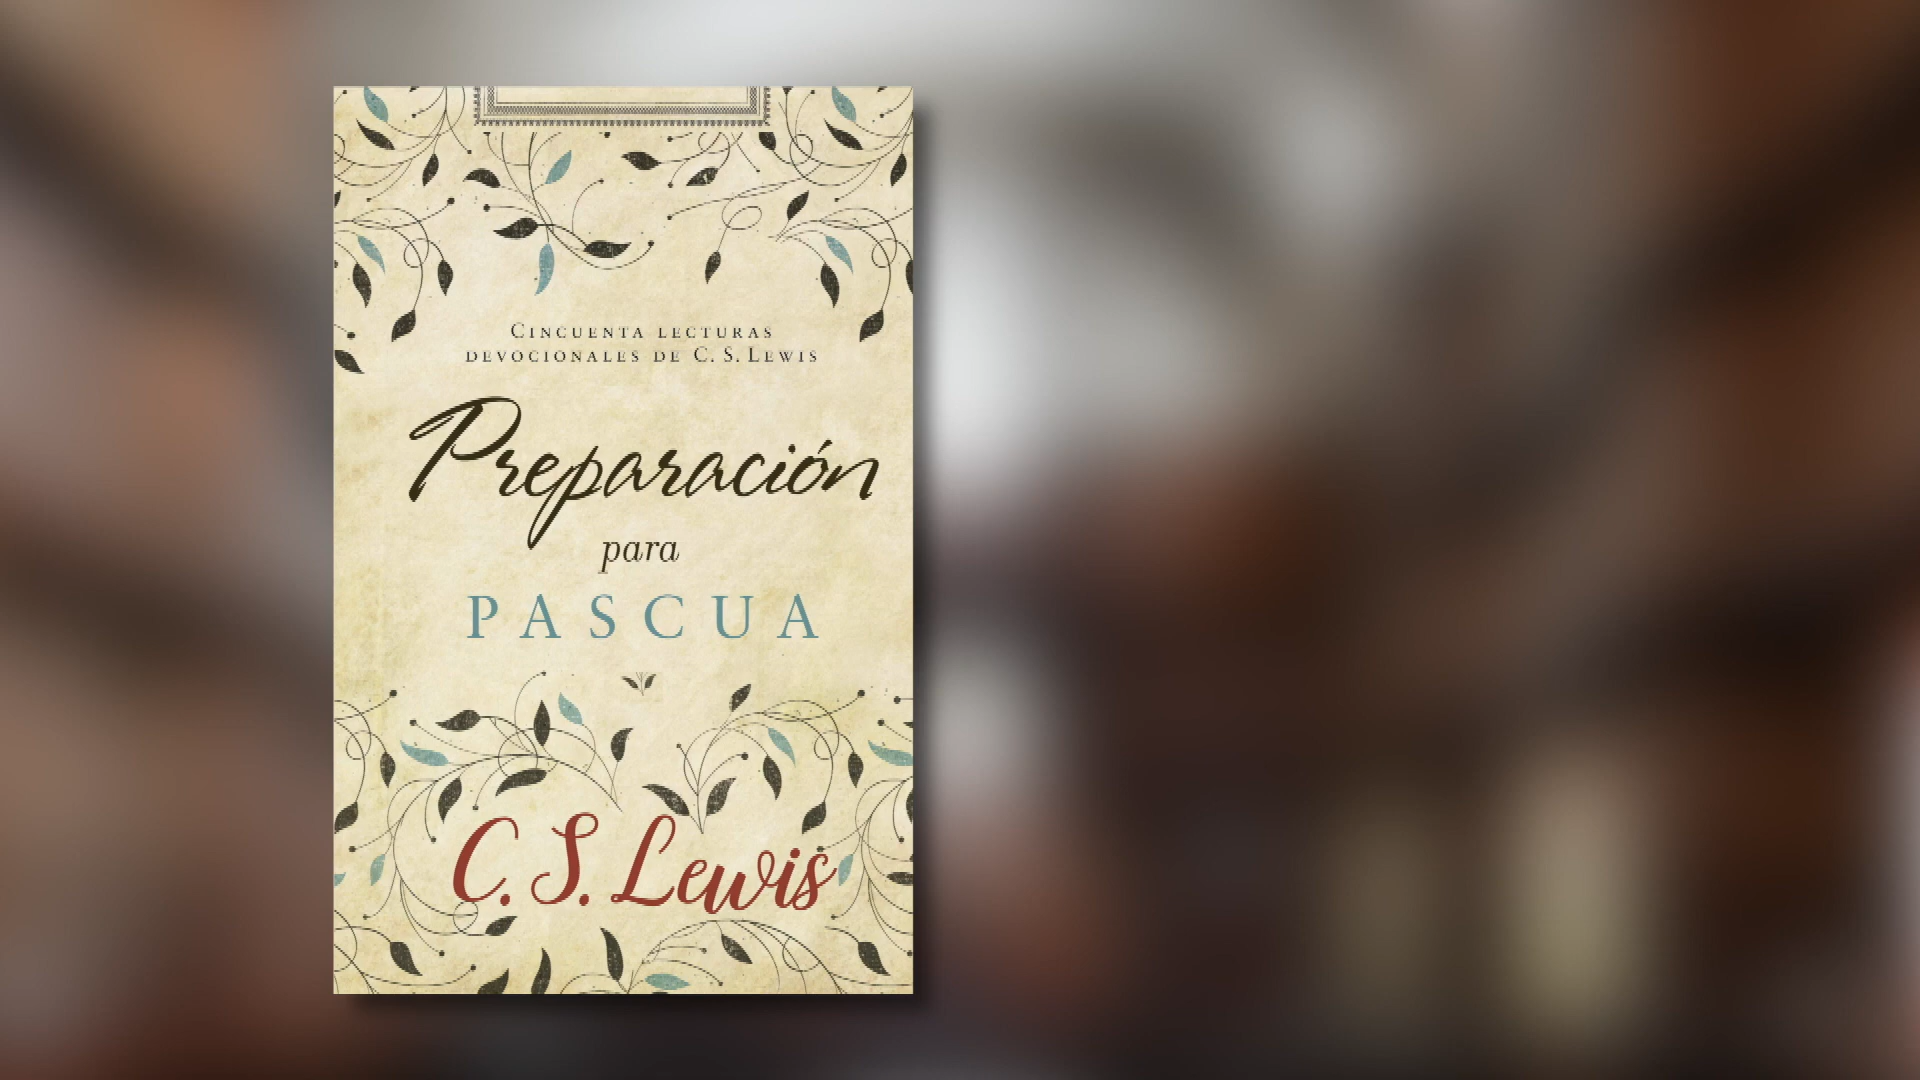 Cincuenta lecturas
devocionales de C. S. Lewis
Preparación
para
PASCUA
C. S. Lewis